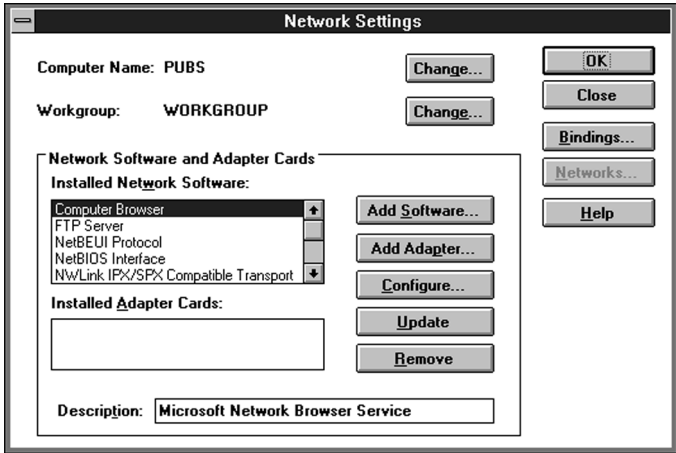 Network Settings
Computer Name: PUBS
Change...
OK
Close
Workgroup: WORKGROUP
Change...
Bindings...
Networks...
Help
Network Software and Adapter Cards
Installed Network Software:
Computer Browser
FTP Server
NetBEUI Protocol
NetBIOS Interface
NWLink IPX/SPX Compatible Transport
Add Software...
Add Adapter...
Configure...
Update
Remove
Installed Adapter Cards:
Description: Microsoft Network Browser Service